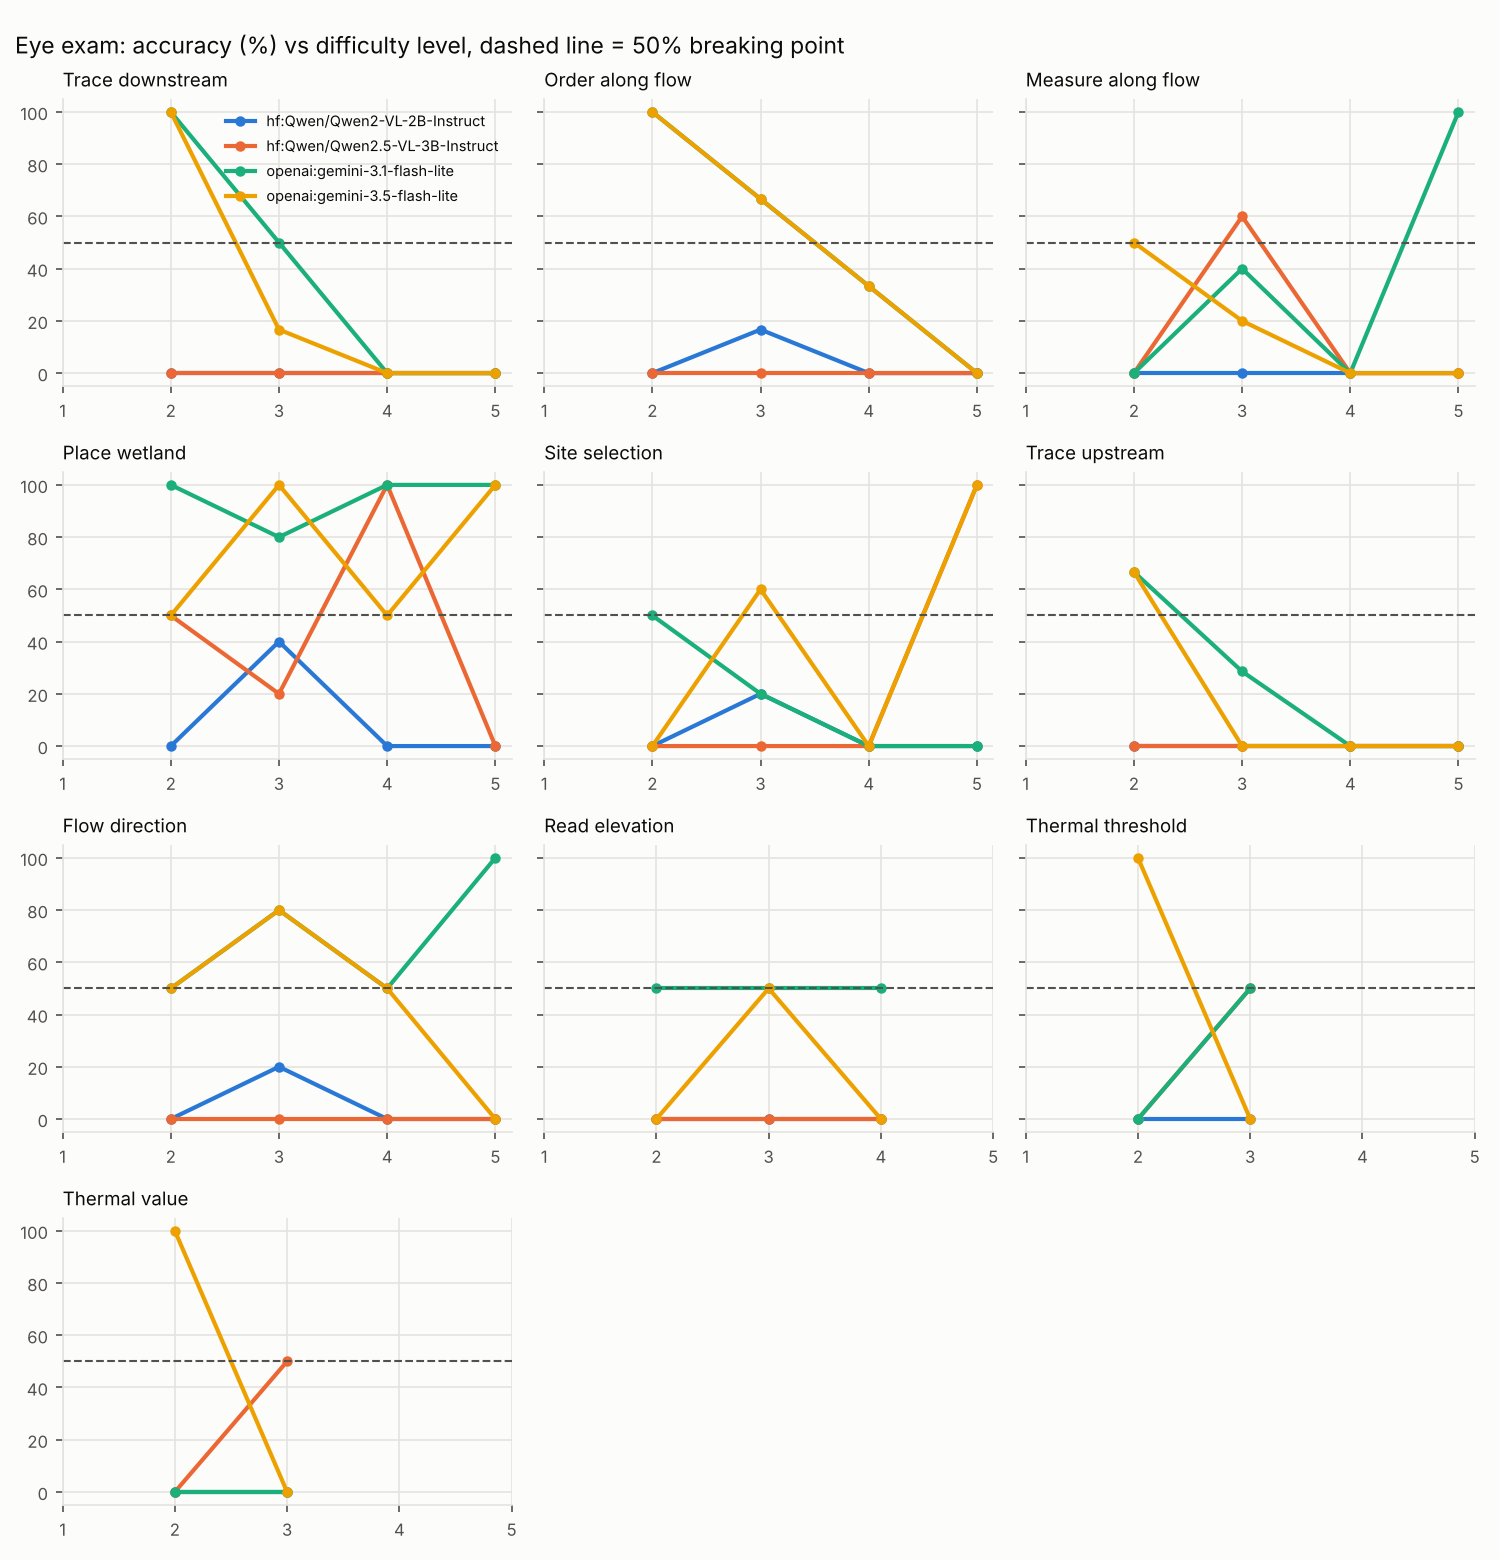 Eye exam: accuracy (%) vs difficulty level, dashed line = 50% breaking point
Trace downstream
Order along flow
Measure along flow
100
80
60
40
20
0
hf:Qwen/Qwen2-VL-2B-Instruct
hf:Qwen/Qwen2.5-VL-3B-Instruct
openai:gemini-3.1-flash-lite
openai:gemini-3.5-flash-lite
1 2 3 4 5
1 2 3 4 5
1 2 3 4 5
Place wetland
Site selection
Trace upstream
100
80
60
40
20
0
1 2 3 4 5
1 2 3 4 5
1 2 3 4 5
Flow direction
Read elevation
Thermal threshold
100
80
60
40
20
0
1 2 3 4 5
1 2 3 4 5
1 2 3 4 5
Thermal value
100
80
60
40
20
0
1 2 3 4 5